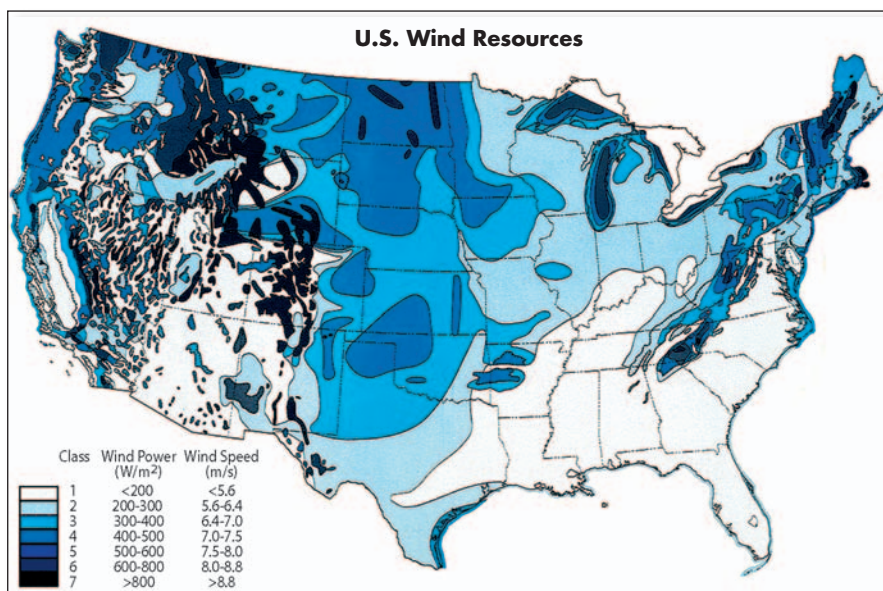 U.S. Wind Resources
Class Wind Power Wind Speed
(W/m²) (m/s)
1 <200 <5.6
2 200-300 5.6-6.4
3 300-400 6.4-7.0
4 400-500 7.0-7.5
5 500-600 7.5-8.0
6 600-800 8.0-8.8
7 >800 >8.8